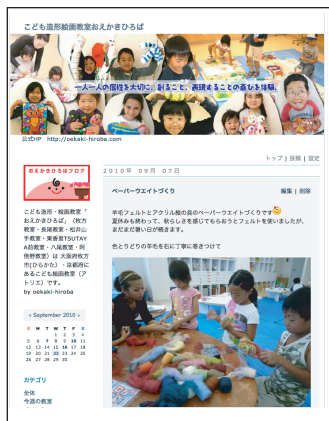 こども造形絵画教室おえかきひろば
一人一人の個性を大切に。創ること、表現することの喜びを体験。
公式HP http://oekaki-hiroba.com
トップ | 投稿 | 設定
おえかきひろばブログ
こども造形・絵画教室「
おえかきひろば」（枚方
教室・長尾教室・松井山
手教室・東香里TSUTAY
A前教室・八尾教室・阿
倍野教室）は 大阪府枚方
市(ひらかた）・京都府に
あるこども絵画教室（ア
トリエ）です。
by oekaki-hiroba
< September 2010 >
S M T W T F S
1 2 3 4
5 6 7 8 9 10 11
12 13 14 15 16 17 18
19 20 21 22 23 24 25
26 27 28 29 30
カテゴリ
全体
今週の教室
2010年 09月 07日
ペーパーウエイトづくり
編集 | 削除
羊毛フェルトとアクリル絵の具のペーパーウエイトづくりです
夏休みも終わって、秋らしさを感じてもらおうとフェルトを使いましたが、
まだまだ暑い日が続きます。
色とりどりの羊毛を石に丁寧に巻きつけて